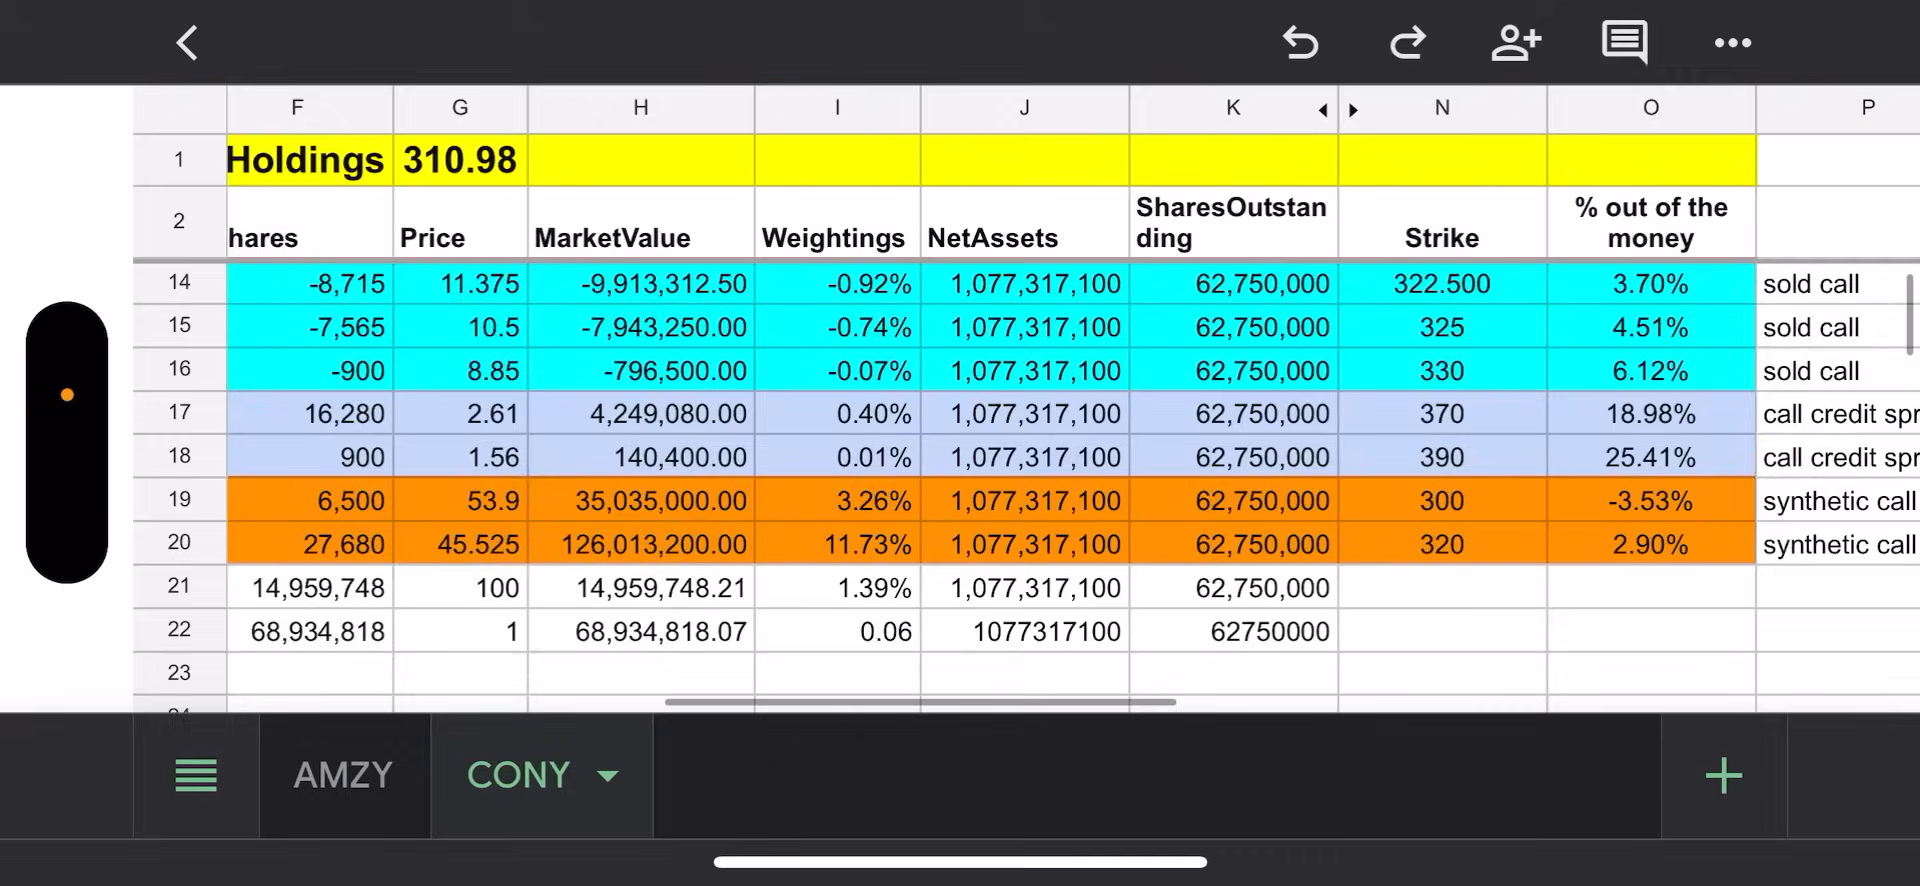 F G H I J K N O P
1 Holdings 310.98
2 hares Price MarketValue Weightings NetAssets SharesOutstan ding Strike % out of the money
14 -8,715 11.375 -9,913,312.50 -0.92% 1,077,317,100 62,750,000 322.500 3.70% sold call
15 -7,565 10.5 -7,943,250.00 -0.74% 1,077,317,100 62,750,000 325 4.51% sold call
16 -900 8.85 -796,500.00 -0.07% 1,077,317,100 62,750,000 330 6.12% sold call
17 16,280 2.61 4,249,080.00 0.40% 1,077,317,100 62,750,000 370 18.98% call credit spr
18 900 1.56 140,400.00 0.01% 1,077,317,100 62,750,000 390 25.41% call credit spr
19 6,500 53.9 35,035,000.00 3.26% 1,077,317,100 62,750,000 300 -3.53% synthetic call
20 27,680 45.525 126,013,200.00 11.73% 1,077,317,100 62,750,000 320 2.90% synthetic call
21 14,959,748 100 14,959,748.21 1.39% 1,077,317,100 62,750,000
22 68,934,818 1 68,934,818.07 0.06 1077317100 62750000
23
AMZY CONY